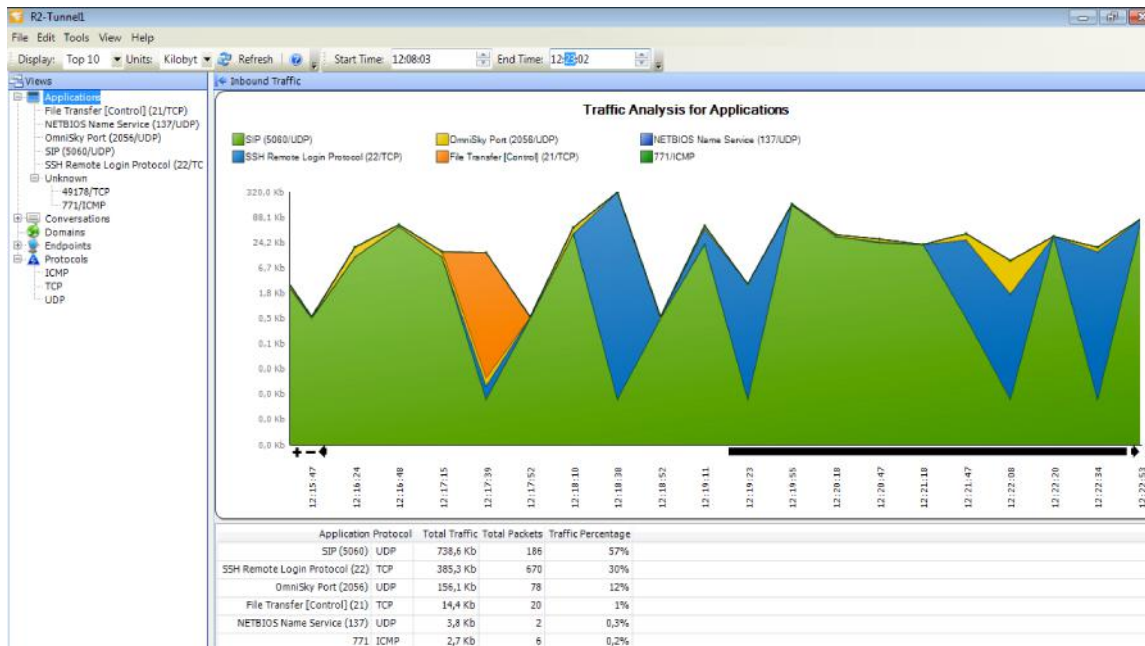 R2-Tunnel1
File Edit Tools View Help
Display: Top 10 Units: Kilobyt Refresh Start Time: 12:08:03 End Time: 12:23:02
Views
Applications
File Transfer [Control] (21/TCP)
NETBIOS Name Service (137/UDP)
OmniSky Port (2056/UDP)
SIP (5060/UDP)
SSH Remote Login Protocol (22/TC
Unknown
49178/TCP
771/ICMP
Conversations
Domains
Endpoints
Protocols
ICMP
TCP
UDP
Inbound Traffic
Traffic Analysis for Applications
SIP (5060/UDP) OmniSky Port (2056/UDP) NETBIOS Name Service (137/UDP)
SSH Remote Login Protocol (22/TCP) File Transfer [Control] (21/TCP) 771/ICMP
320,0 Kb
88,1 Kb
24,2 Kb
6,7 Kb
1,8 Kb
0,5 Kb
0,1 Kb
0,0 Kb
0,0 Kb
0,0 Kb
0,0 Kb
12:15:47 12:16:24 12:16:48 12:17:15 12:17:39 12:17:52 12:18:10 12:18:38 12:18:52 12:19:11 12:19:23 12:19:55 12:20:18 12:20:47 12:21:18 12:21:47 12:22:08 12:22:20 12:22:34 12:22:53
Application Protocol Total Traffic Total Packets Traffic Percentage
SIP (5060) UDP 738,6 Kb 186 57%
SSH Remote Login Protocol (22) TCP 385,3 Kb 670 30%
OmniSky Port (2056) UDP 156,1 Kb 78 12%
File Transfer [Control] (21) TCP 14,4 Kb 20 1%
NETBIOS Name Service (137) UDP 3,8 Kb 2 0,3%
771 ICMP 2,7 Kb 6 0,2%